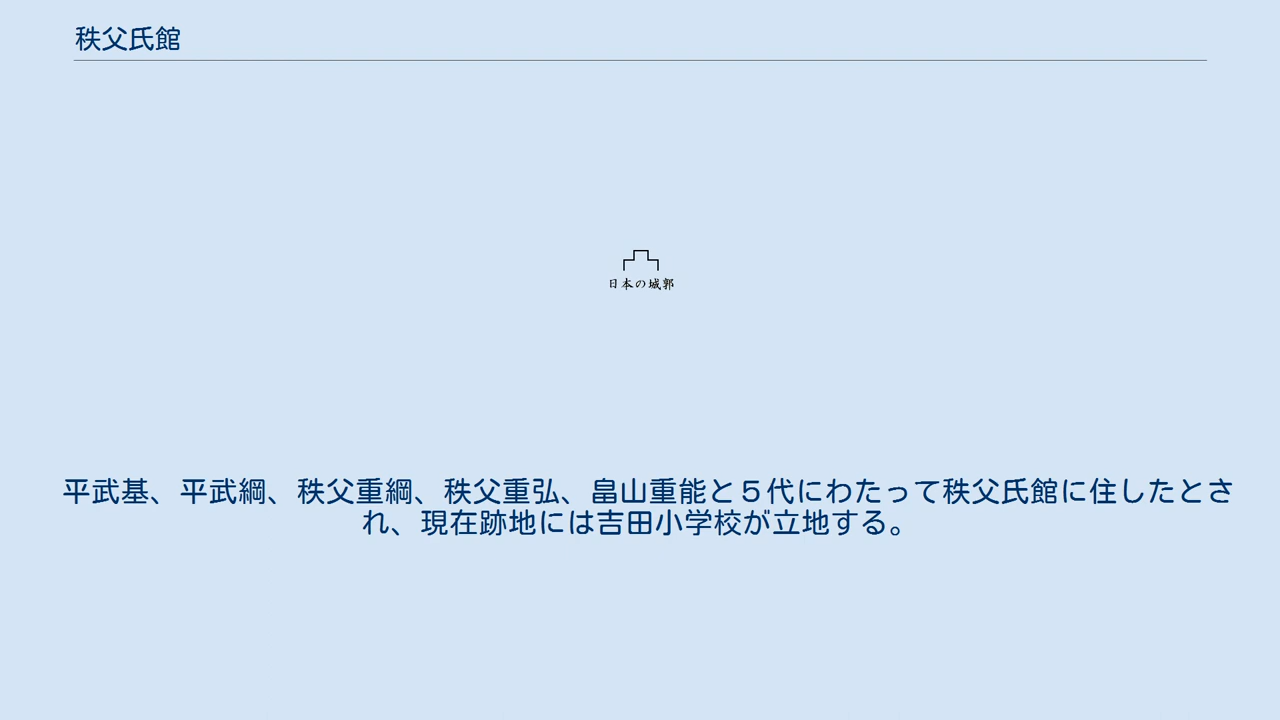 秩父氏館
日本の城郭
平武基、平武綱、秩父重綱、秩父重弘、畠山重能と５代にわたって秩父氏館に住したとさ
れ、現在跡地には吉田小学校が立地する。